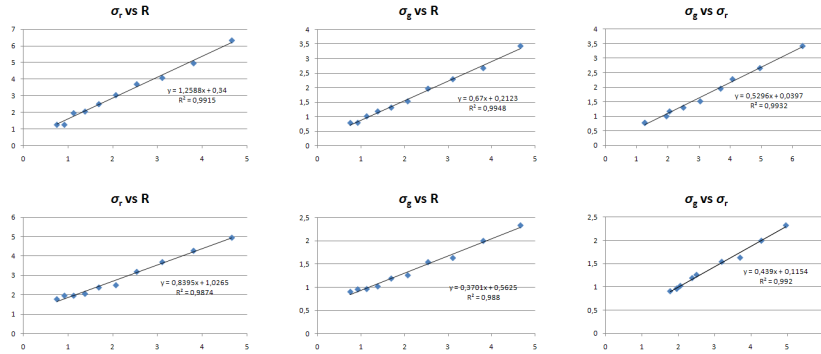 σr vs R
7
6
5
4
3
2
1
0
0 1 2 3 4 5
y = 1,2588x + 0,34
R² = 0,9915
σg vs R
4
3,5
3
2,5
2
1,5
1
0,5
0
0 1 2 3 4 5
y = 0,67x + 0,2123
R² = 0,9948
σg vs σr
4
3,5
3
2,5
2
1,5
1
0,5
0
0 1 2 3 4 5 6
y = 0,5296x + 0,0397
R² = 0,9932
σr vs R
6
5
4
3
2
1
0
0 1 2 3 4 5
y = 0,8395x + 1,0265
R² = 0,9874
σg vs R
2,5
2
1,5
1
0,5
0
0 1 2 3 4 5
y = 0,3701x + 0,5625
R² = 0,988
σg vs σr
2,5
2
1,5
1
0,5
0
0 1 2 3 4 5
y = 0,439x + 0,1154
R² = 0,992